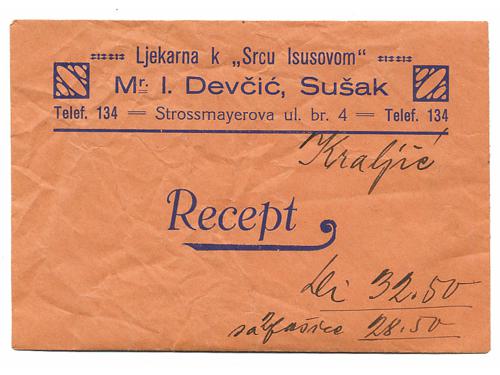 Ljekarna k „Srcu Isusovom"
Mr. I. Devčić, Sušak
Telef. 134 — Strossmayerova ul. br. 4 — Telef. 134
Kraljić
Recept
32.50
28.50